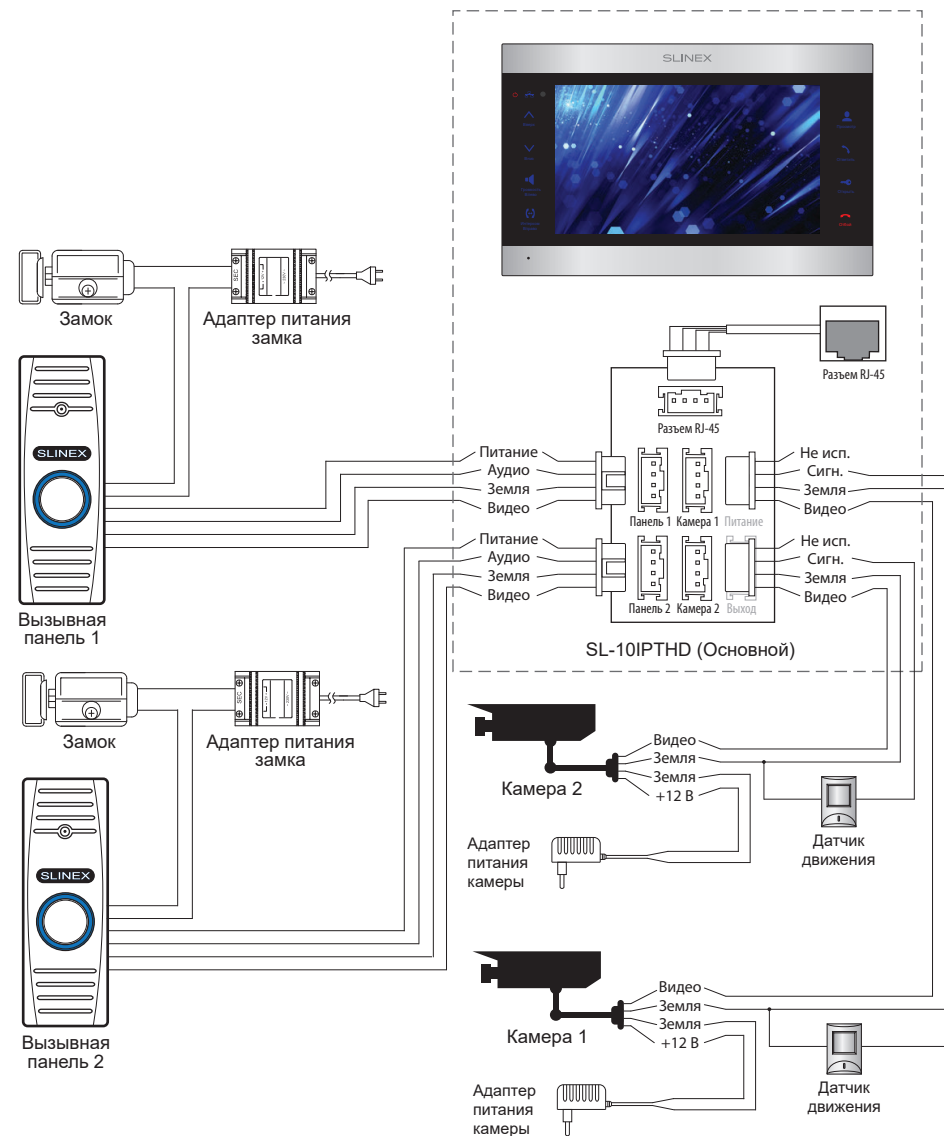 SLINEX
Замок
Адаптер питания
замка
SEC
SLINEX
Вызывная
панель 1
Разъем RJ-45
Разъем RJ-45
Питание
Аудио
Земля
Видео
Питание
Аудио
Земля
Видео
Панель 1
Камера 1
Питание
Панель 2
Камера 2
Выход
Не исп.
Сигн.
Земля
Видео
Не исп.
Сигн.
Земля
Видео
SL-10IPTHD (Основной)
Замок
Адаптер питания
замка
SEC
SLINEX
Вызывная
панель 2
Камера 2
Видео
Земля
Земля
+12 В
Адаптер
питания
камеры
Датчик
движения
Камера 1
Видео
Земля
Земля
+12 В
Адаптер
питания
камеры
Датчик
движения